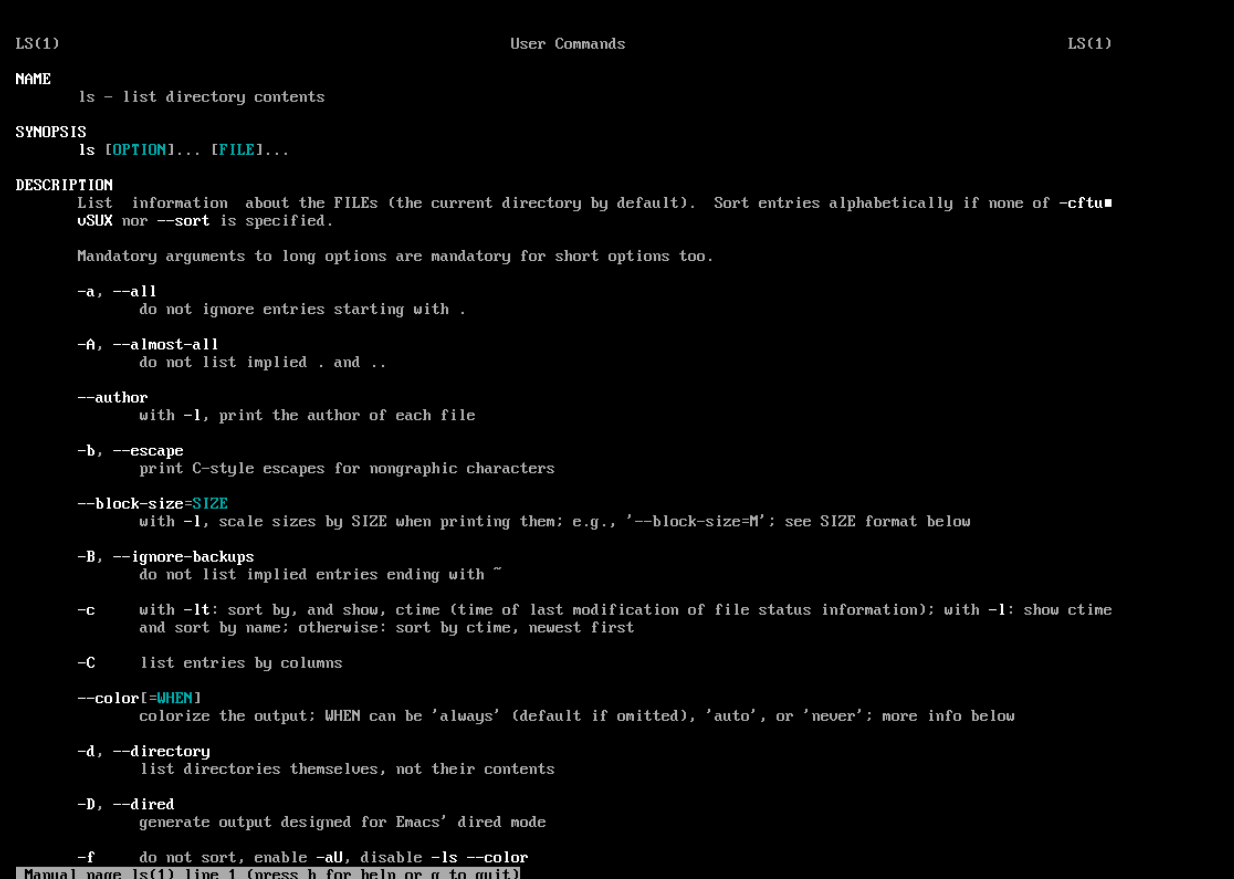 LS(1) User Commands LS(1)
NAME
ls - list directory contents
SYNOPSIS
ls [OPTION]... [FILE]...
DESCRIPTION
List information about the FILEs (the current directory by default). Sort entries alphabetically if none of -cftu■
vSUX nor --sort is specified.
Mandatory arguments to long options are mandatory for short options too.
-a, --all
do not ignore entries starting with .
-A, --almost-all
do not list implied . and ..
--author
with -l, print the author of each file
-b, --escape
print C-style escapes for nongraphic characters
--block-size=SIZE
with -l, scale sizes by SIZE when printing them; e.g., '--block-size=M'; see SIZE format below
-B, --ignore-backups
do not list implied entries ending with ~
-c with -lt: sort by, and show, ctime (time of last modification of file status information); with -l: show ctime
and sort by name; otherwise: sort by ctime, newest first
-C list entries by columns
--color[=WHEN]
colorize the output; WHEN can be 'always' (default if omitted), 'auto', or 'never'; more info below
-d, --directory
list directories themselves, not their contents
-D, --dired
generate output designed for Emacs' dired mode
-f do not sort, enable -aU, disable -ls --color
Manual page ls(1) line 1 (press h for help or q to quit)